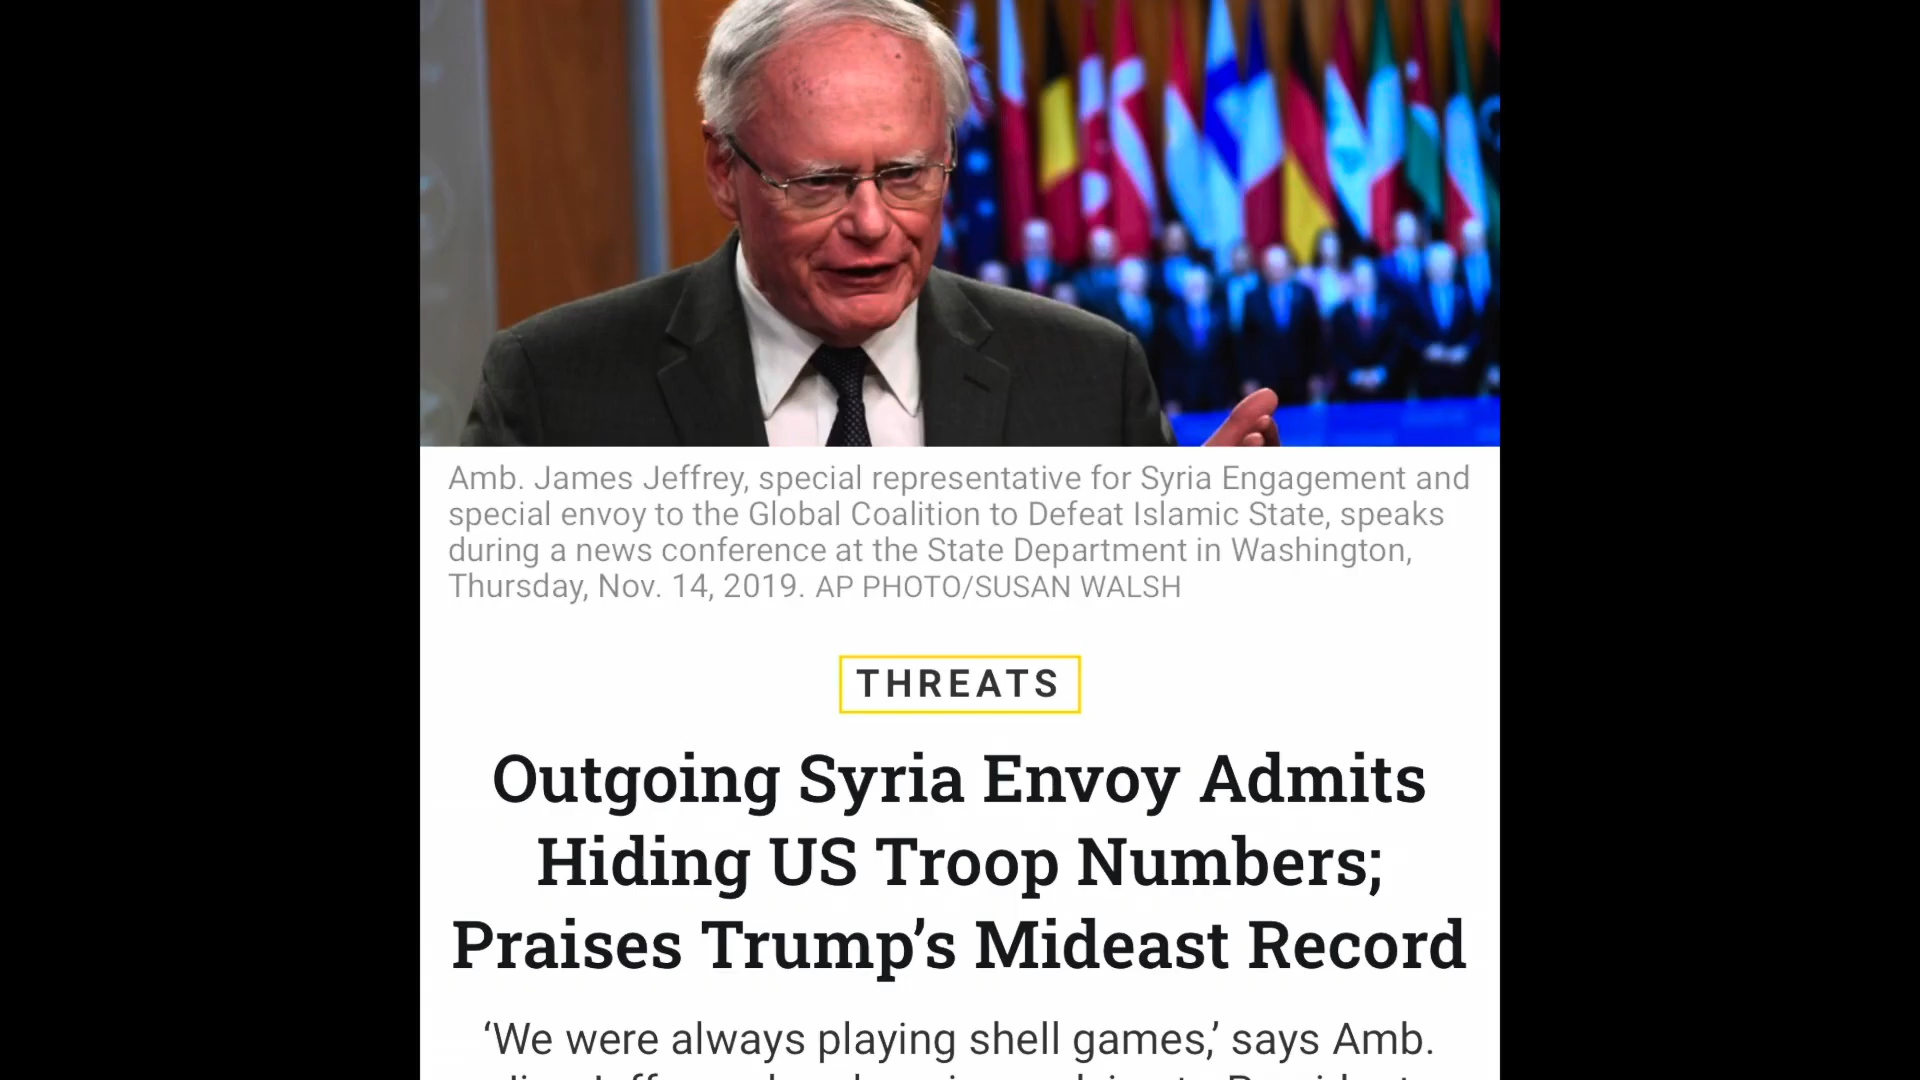 Amb. James Jeffrey, special representative for Syria Engagement and
special envoy to the Global Coalition to Defeat Islamic State, speaks
during a news conference at the State Department in Washington,
Thursday, Nov. 14, 2019. AP PHOTO/SUSAN WALSH
THREATS
Outgoing Syria Envoy Admits
Hiding US Troop Numbers;
Praises Trump’s Mideast Record
‘We were always playing shell games,’ says Amb.